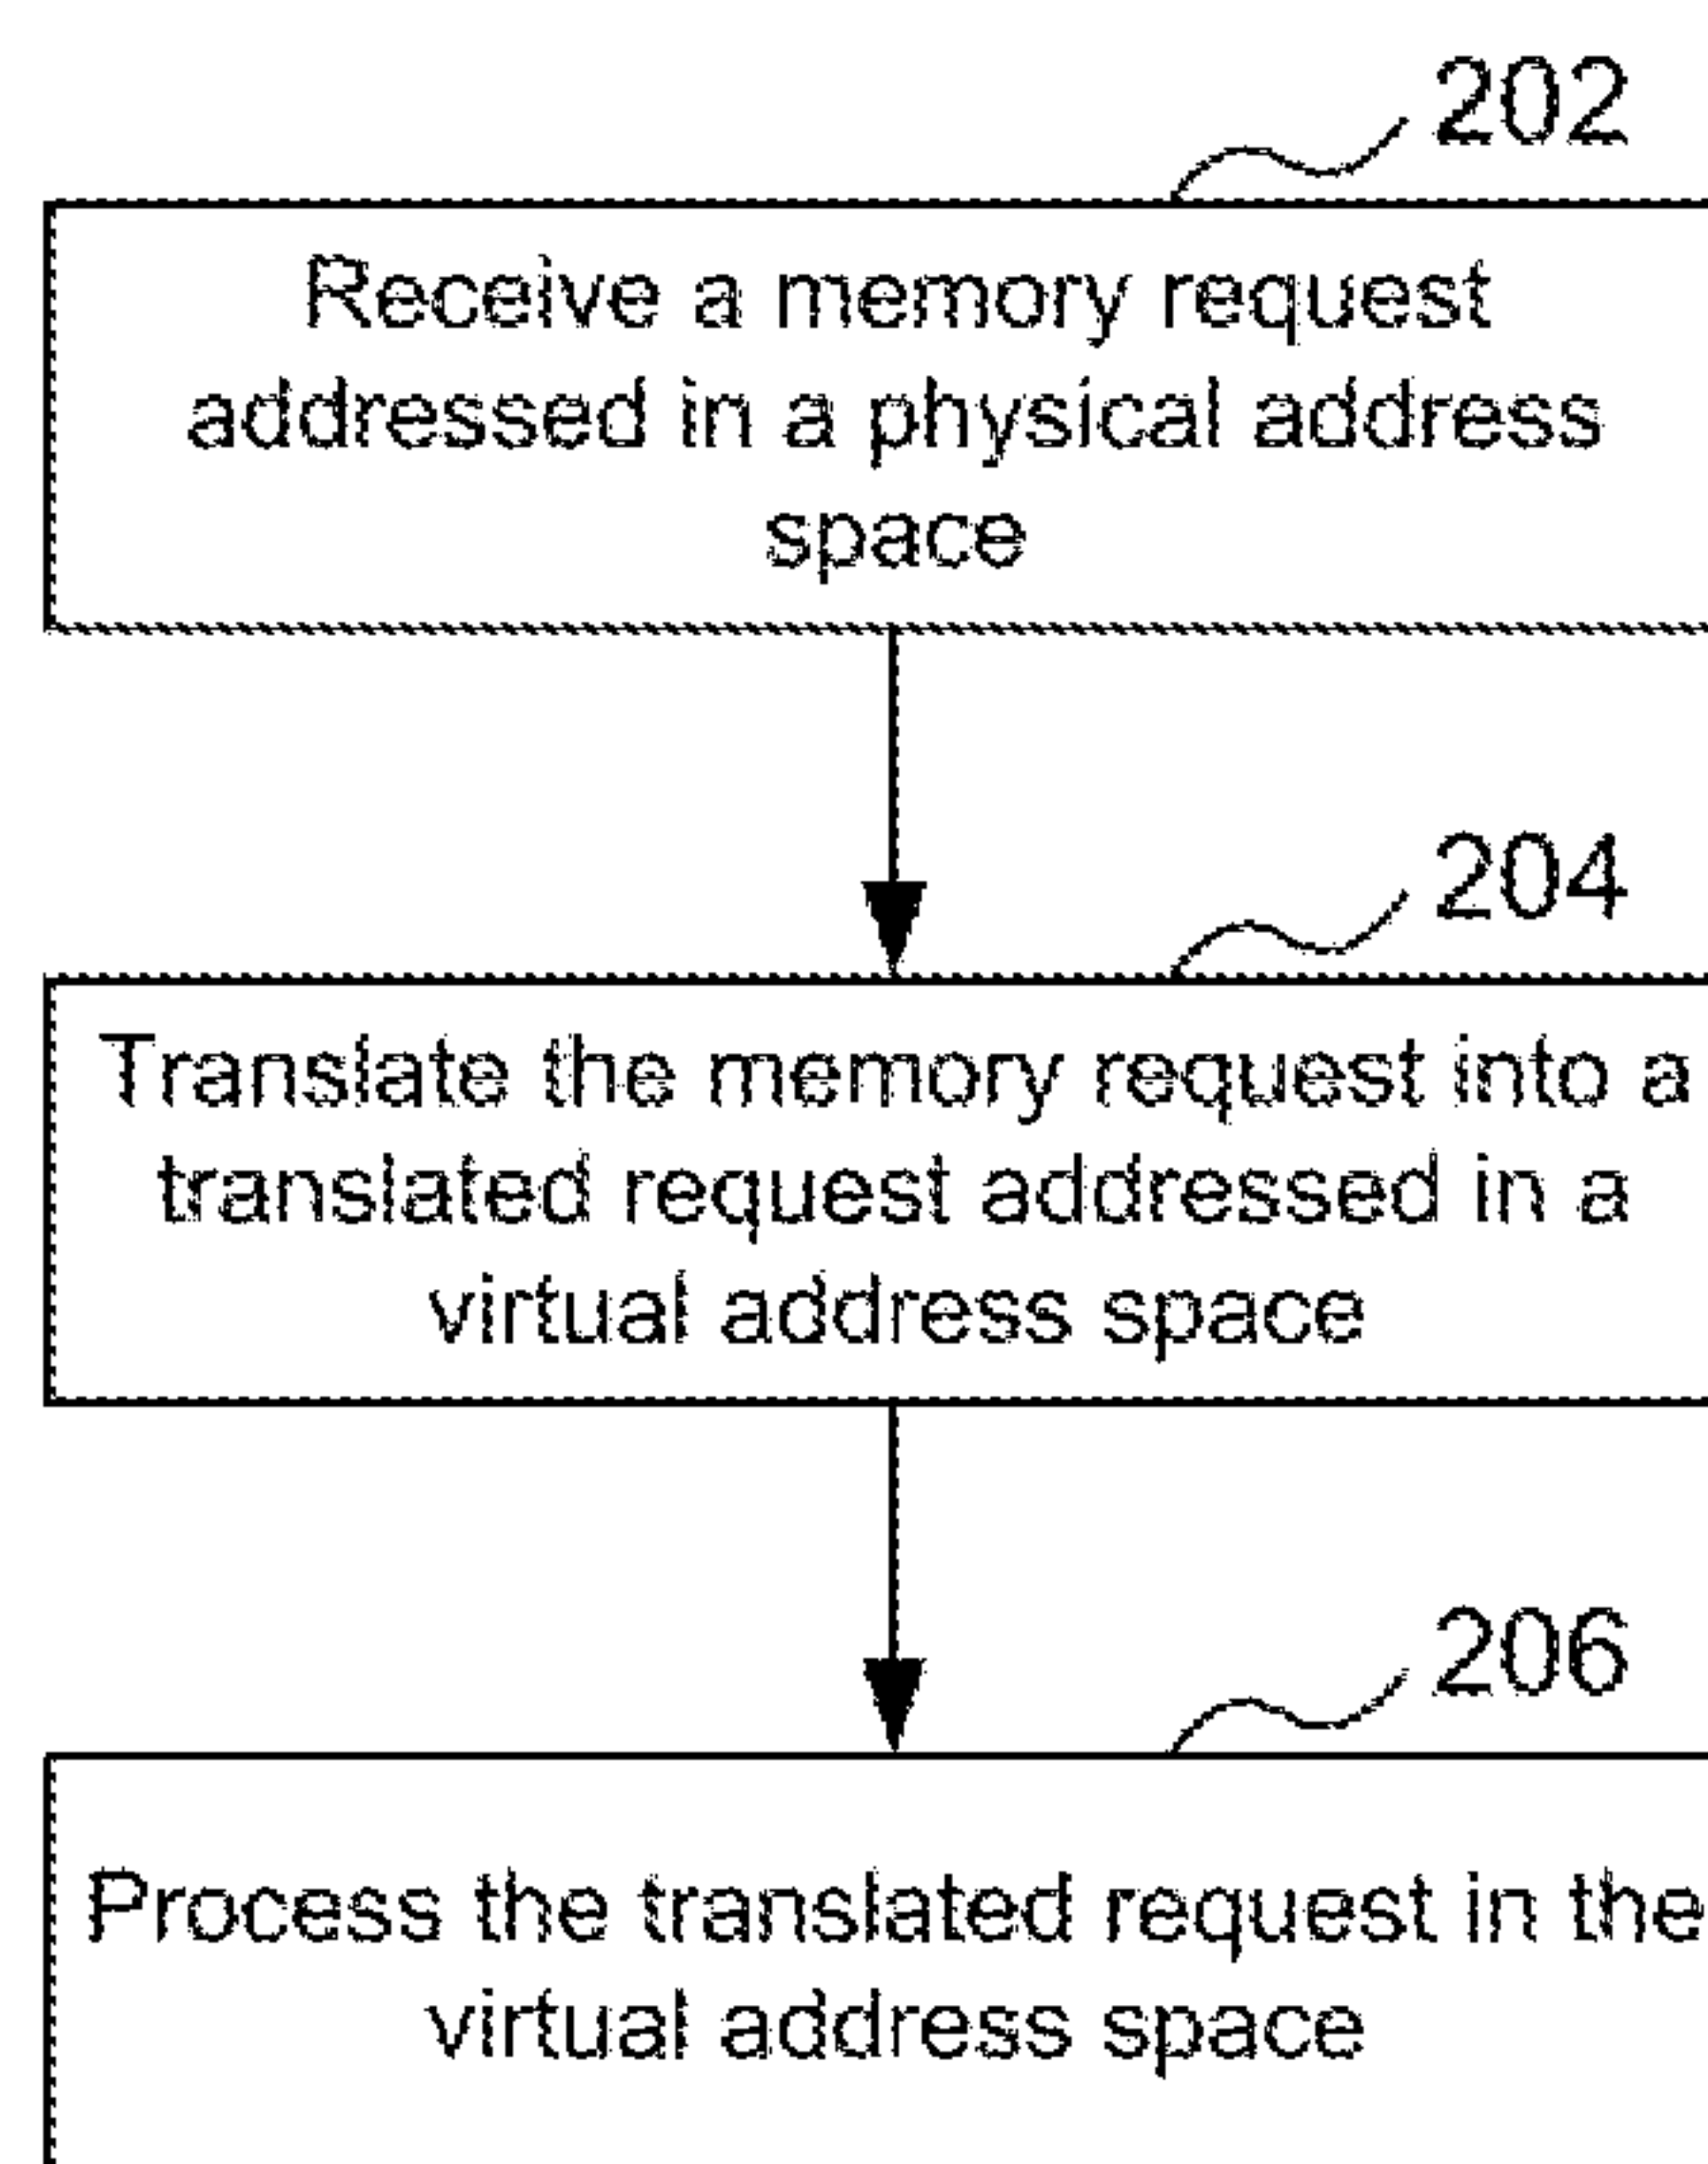 202
Receive a memory request
addressed in a physical address
space
204
Translate the memory request into a
translated request addressed in a
virtual address space
206
Process the translated request in the
virtual address space